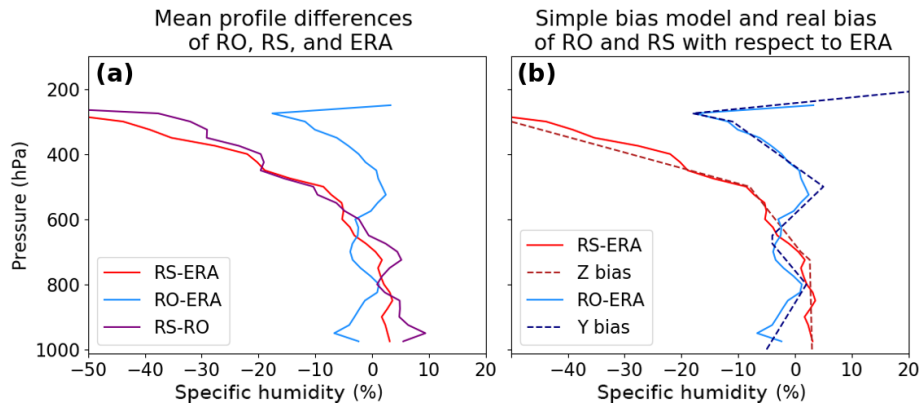 Mean profile differences
of RO, RS, and ERA
(a)
Pressure (hPa)
200
400
600
800
1000
RS-ERA
RO-ERA
RS-RO
−50 −40 −30 −20 −10 0 10 20
Specific humidity (%)
Simple bias model and real bias
of RO and RS with respect to ERA
(b)
RS-ERA
Z bias
RO-ERA
Y bias
−40 −30 −20 −10 0 10 20
Specific humidity (%)